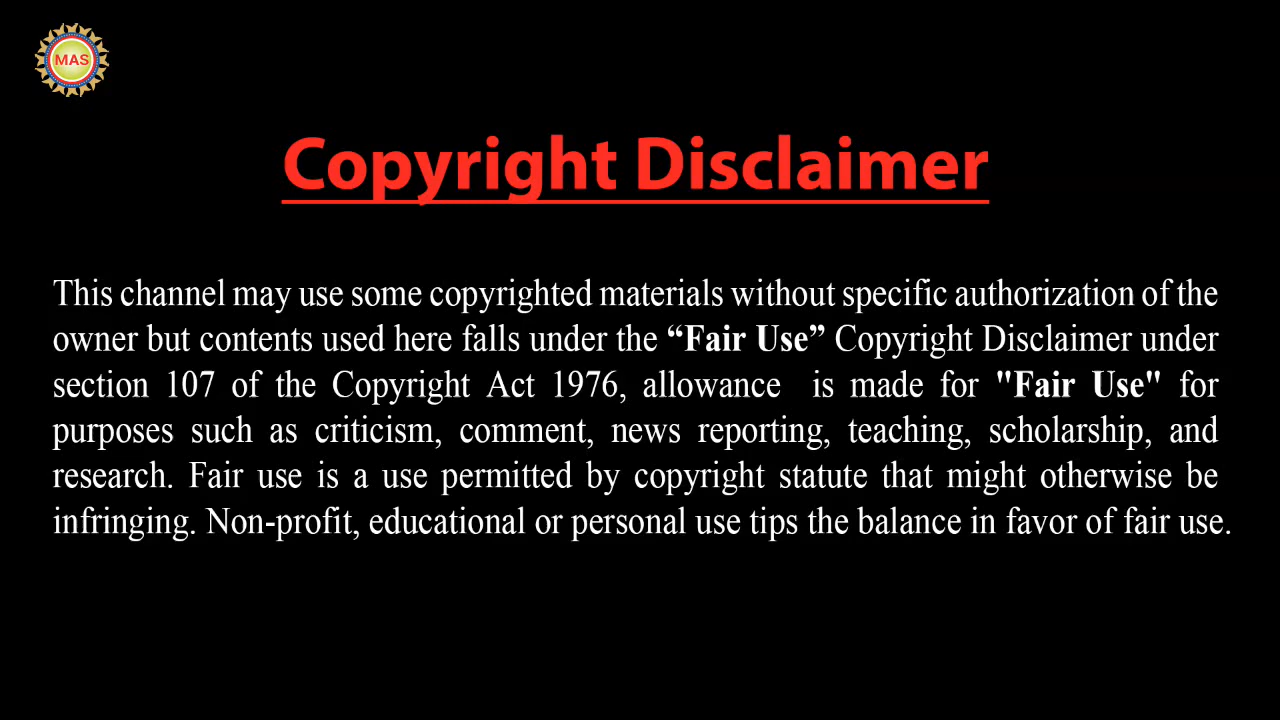 MAS
Copyright Disclaimer
This channel may use some copyrighted materials without specific authorization of the
owner but contents used here falls under the “Fair Use” Copyright Disclaimer under
section 107 of the Copyright Act 1976, allowance  is made for "Fair Use" for
purposes such as criticism, comment, news reporting, teaching, scholarship, and
research. Fair use is a use permitted by copyright statute that might otherwise be
infringing. Non-profit, educational or personal use tips the balance in favor of fair use.